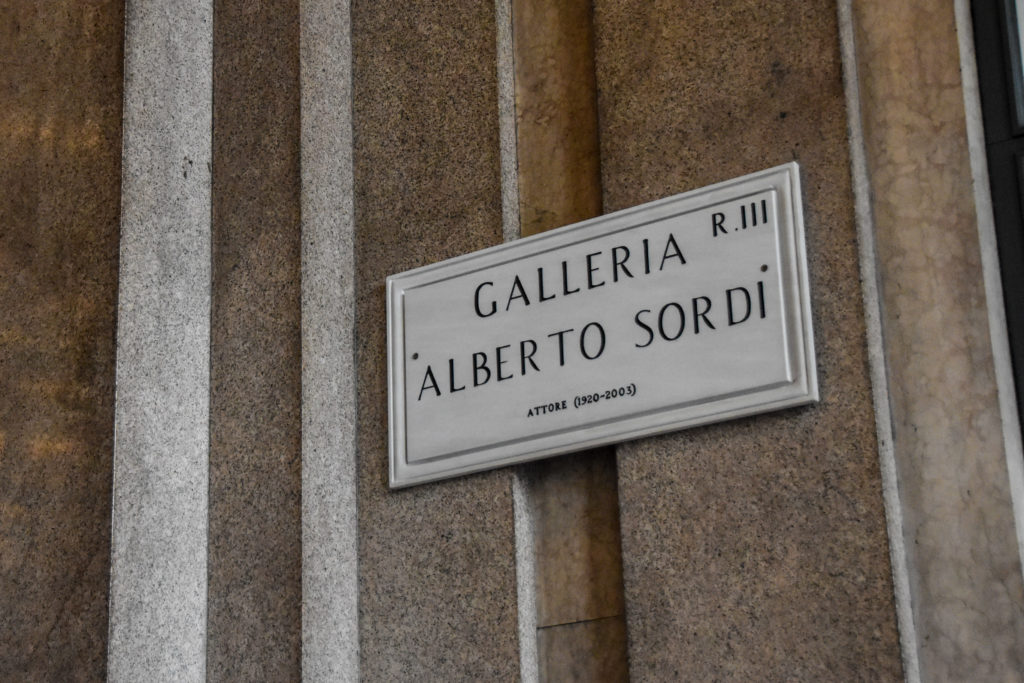 R.III
GALLERIA
ALBERTO SORDI
ATTORE (1920-2003)